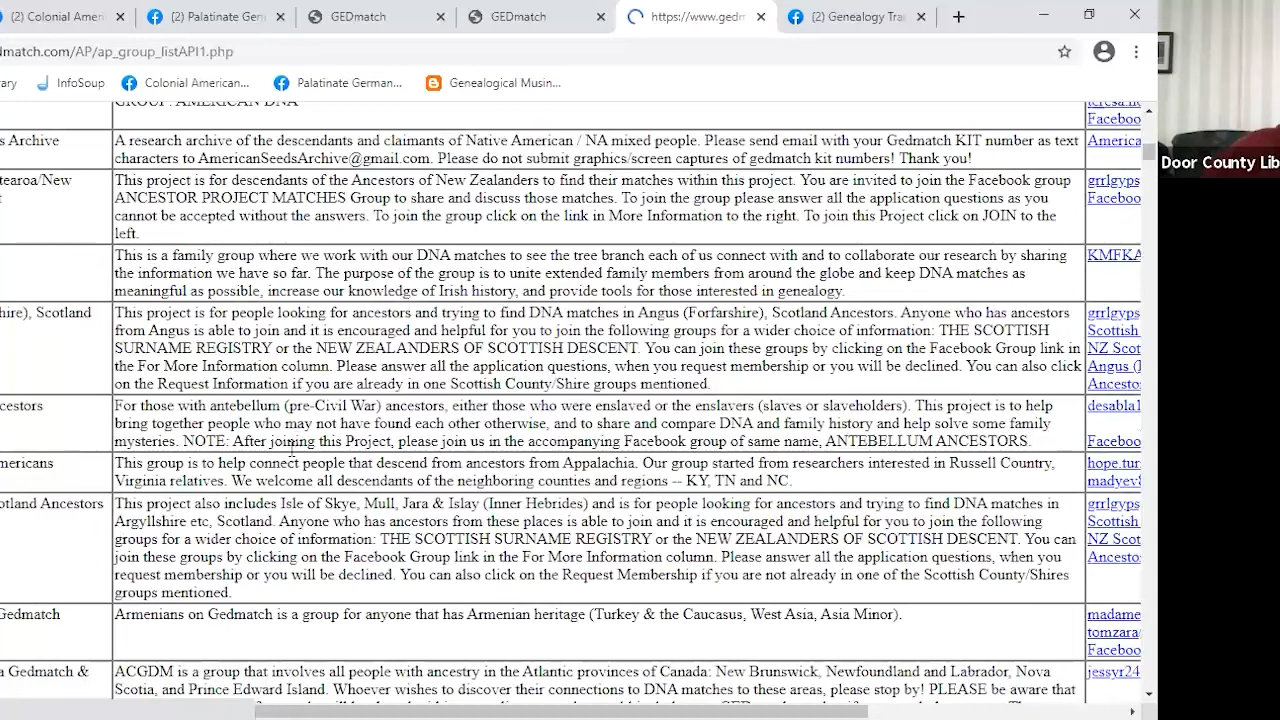 (2) Colonial Ameri
(2) Palatinate Ger
GEDmatch
GEDmatch
https://www.gedm
(2) Genealogy Tra
match.com/AP/ap_group_listAPI1.php
rary
InfoSoup
Colonial American...
Palatinate German...
Genealogical Musin...
GROUP: AMERICAN DNA
Faceboo
s Archive
A research archive of the descendants and claimants of Native American / NA mixed people. Please send email with your Gedmatch KIT number as text
America
characters to AmericanSeedsArchive@gmail.com. Please do not submit graphics/screen captures of gedmatch kit numbers! Thank you!
tearoa/New
This project is for descendants of the Ancestors of New Zealanders to find their matches within this project. You are invited to join the Facebook group
grrlgyps
t
ANCESTOR PROJECT MATCHES Group to share and discuss those matches. To join the group please answer all the application questions as you
Faceboo
cannot be accepted without the answers. To join the group click on the link in More Information to the right. To join this Project click on JOIN to the
left.
This is a family group where we work with our DNA matches to see the tree branch each of us connect with and to collaborate our research by sharing
KMFKA
the information we have so far. The purpose of the group is to unite extended family members from around the globe and keep DNA matches as
meaningful as possible, increase our knowledge of Irish history, and provide tools for those interested in genealogy.
hire), Scotland
This project is for people looking for ancestors and trying to find DNA matches in Angus (Forfarshire), Scotland Ancestors. Anyone who has ancestors
grrlgyps
from Angus is able to join and it is encouraged and helpful for you to join the following groups for a wider choice of information: THE SCOTTISH
Scottish
SURNAME REGISTRY or the NEW ZEALANDERS OF SCOTTISH DESCENT. You can join these groups by clicking on the Facebook Group link in
NZ Scot
the For More Information column. Please answer all the application questions, when you request membership or you will be declined. You can also click
Angus (
on the Request Information if you are already in one Scottish County/Shire groups mentioned.
Ancesto
cestors
For those with antebellum (pre-Civil War) ancestors, either those who were enslaved or the enslavers (slaves or slaveholders). This project is to help
desabla1
bring together people who may not have found each other otherwise, and to share and compare DNA and family history and help solve some family
mysteries. NOTE: After joining this Project, please join us in the accompanying Facebook group of same name, ANTEBELLUM ANCESTORS.
Faceboo
mericans
This group is to help connect people that descend from ancestors from Appalachia. Our group started from researchers interested in Russell Country,
hope.tur
Virginia relatives. We welcome all descendants of the neighboring counties and regions -- KY, TN and NC.
madyev8
otland Ancestors
This project also includes Isle of Skye, Mull, Jara & Islay (Inner Hebrides) and is for people looking for ancestors and trying to find DNA matches in
grrlgyps
Argyllshire etc, Scotland. Anyone who has ancestors from these places is able to join and it is encouraged and helpful for you to join the following
Scottish
groups for a wider choice of information: THE SCOTTISH SURNAME REGISTRY or the NEW ZEALANDERS OF SCOTTISH DESCENT. You can
NZ Scot
join these groups by clicking on the Facebook Group link in the For More Information column. Please answer all the application questions, when you
Ancesto
request membership or you will be declined. You can also click on the Request Membership if you are not already in one of the Scottish County/Shires
groups mentioned.
Gedmatch
Armenians on Gedmatch is a group for anyone that has Armenian heritage (Turkey & the Caucasus, West Asia, Asia Minor).
madame
tomzara
Faceboo
a Gedmatch &
ACGDM is a group that involves all people with ancestry in the Atlantic provinces of Canada: New Brunswick, Newfoundland and Labrador, Nova
jessyr24
Scotia, and Prince Edward Island. Whoever wishes to discover their connections to DNA matches to these areas, please stop by! PLEASE be aware that
Door County Lib